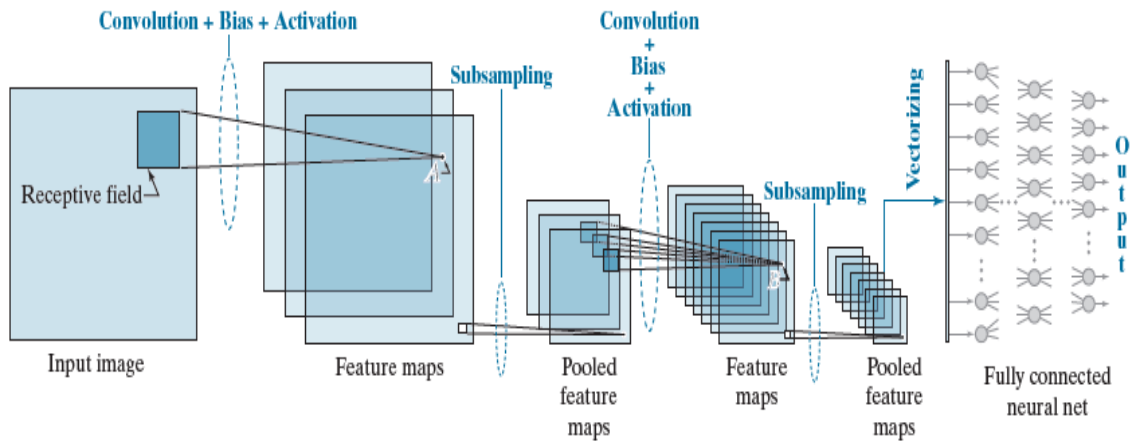 Convolution + Bias + Activation
Convolution
+
Bias
+
Activation
Subsampling
Subsampling
Vectorizing
Output
Receptive field
A
B
Input image
Feature maps
Pooled
feature
maps
Feature
maps
Pooled
feature
maps
Fully connected
neural net